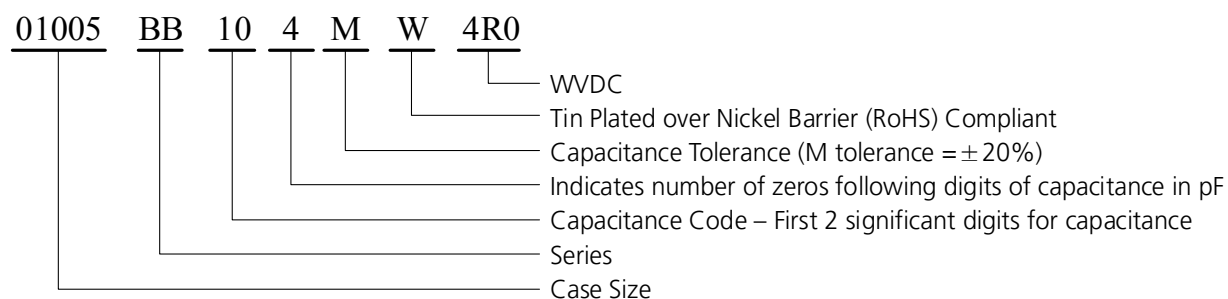 01005 BB 10 4 M W 4R0
WVDC
Tin Plated over Nickel Barrier (RoHS) Compliant
Capacitance Tolerance (M tolerance =±20%)
Indicates number of zeros following digits of capacitance in pF
Capacitance Code – First 2 significant digits for capacitance
Series
Case Size